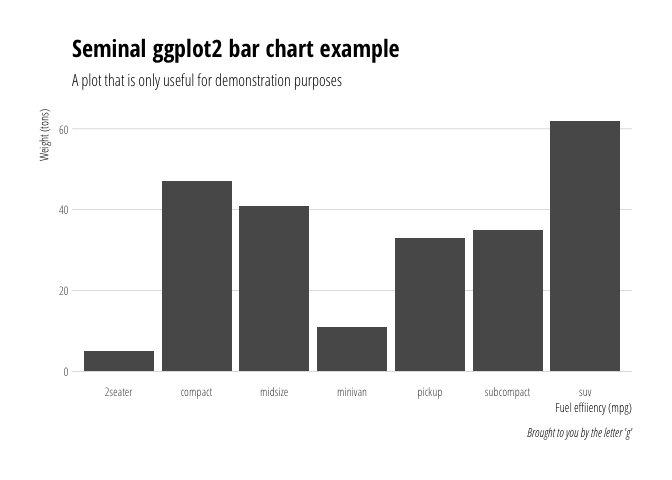 Seminal ggplot2 bar chart example
A plot that is only useful for demonstration purposes
Weight (tons)
60
40
20
0
2seater compact midsize minivan pickup subcompact suv
Fuel effiiency (mpg)
Brought to you by the letter 'g'